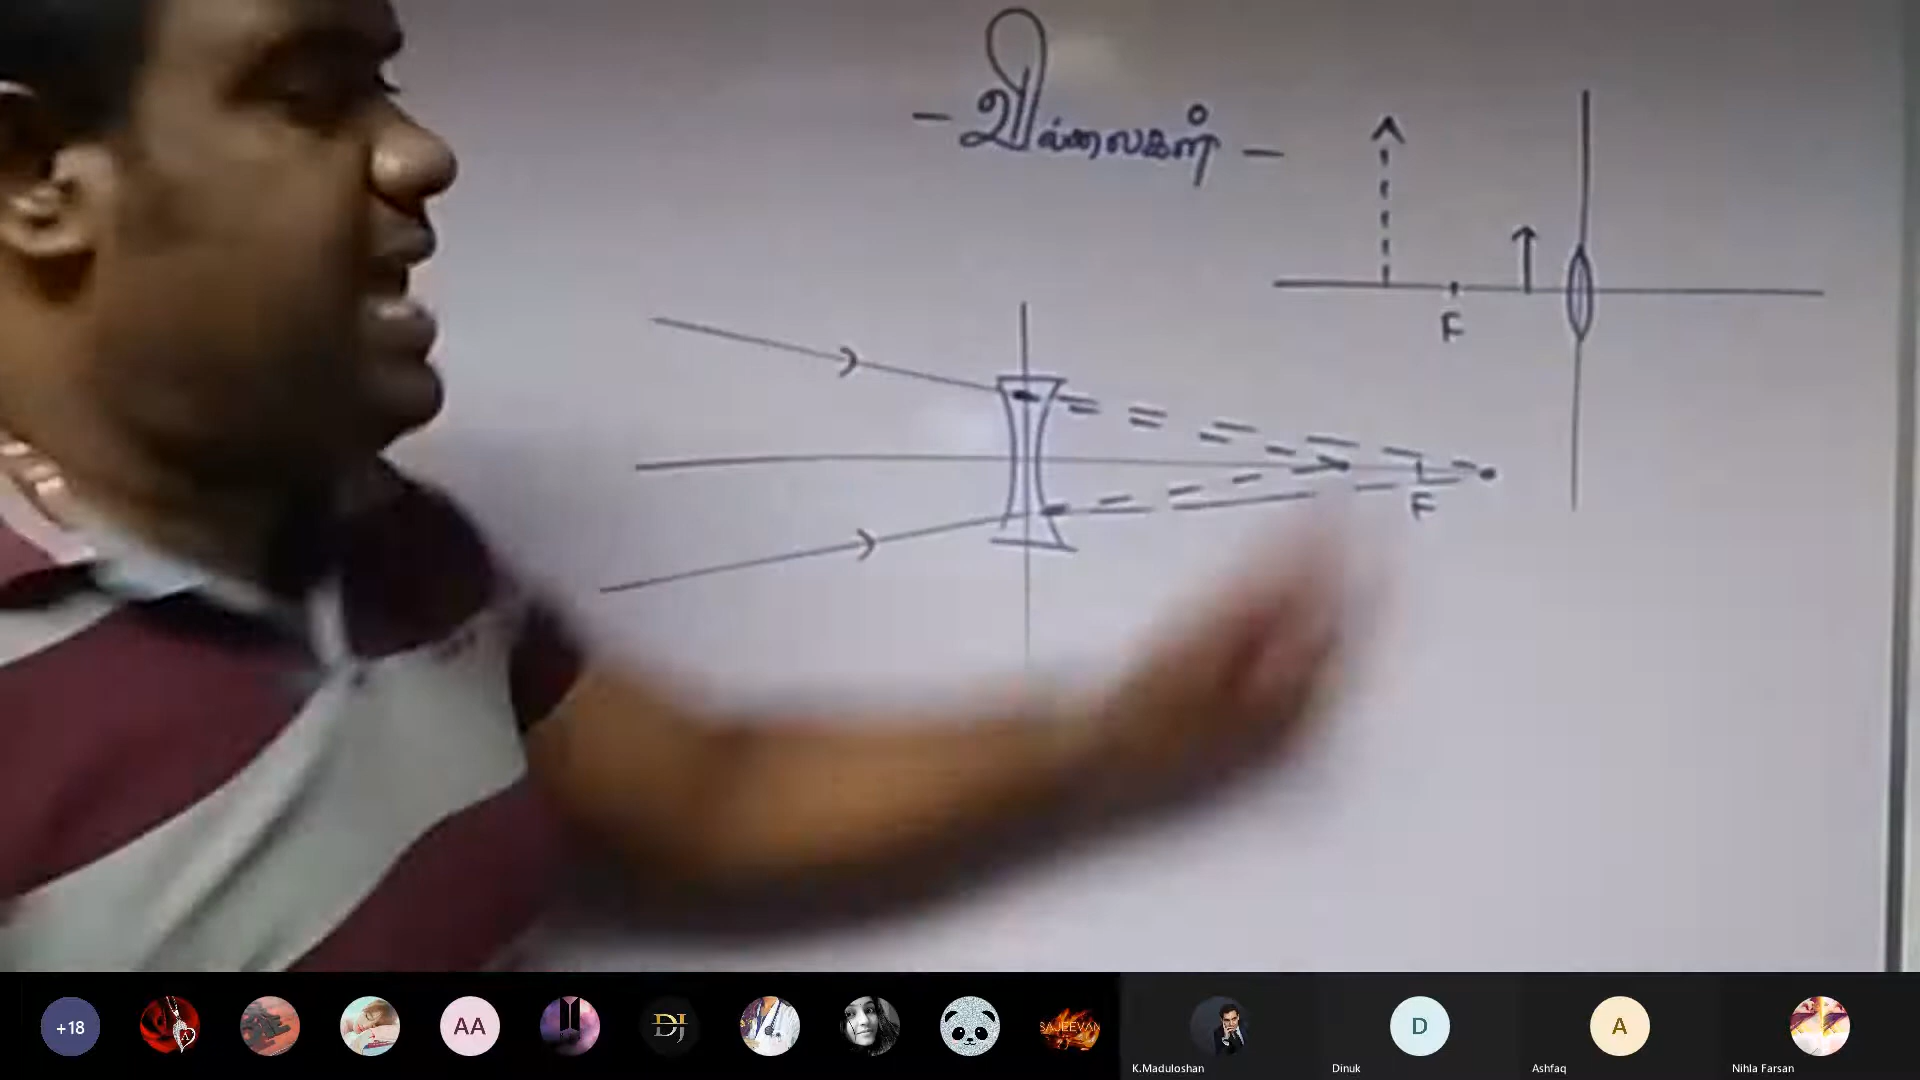 - வில்லைகள் -
F
F
+18
A
AA
DJ
SAJEEVAN
D
A
K.Maduloshan
Dinuk
Ashfaq
Nihla Farsan